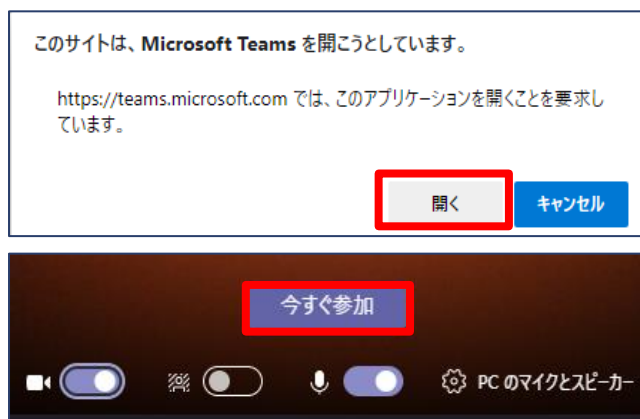 このサイトは、Microsoft Teams を開こうとしています。
https://teams.microsoft.com では、このアプリケーションを開くことを要求し
ています。
開く キャンセル
今すぐ参加
PC のマイクとスピーカー